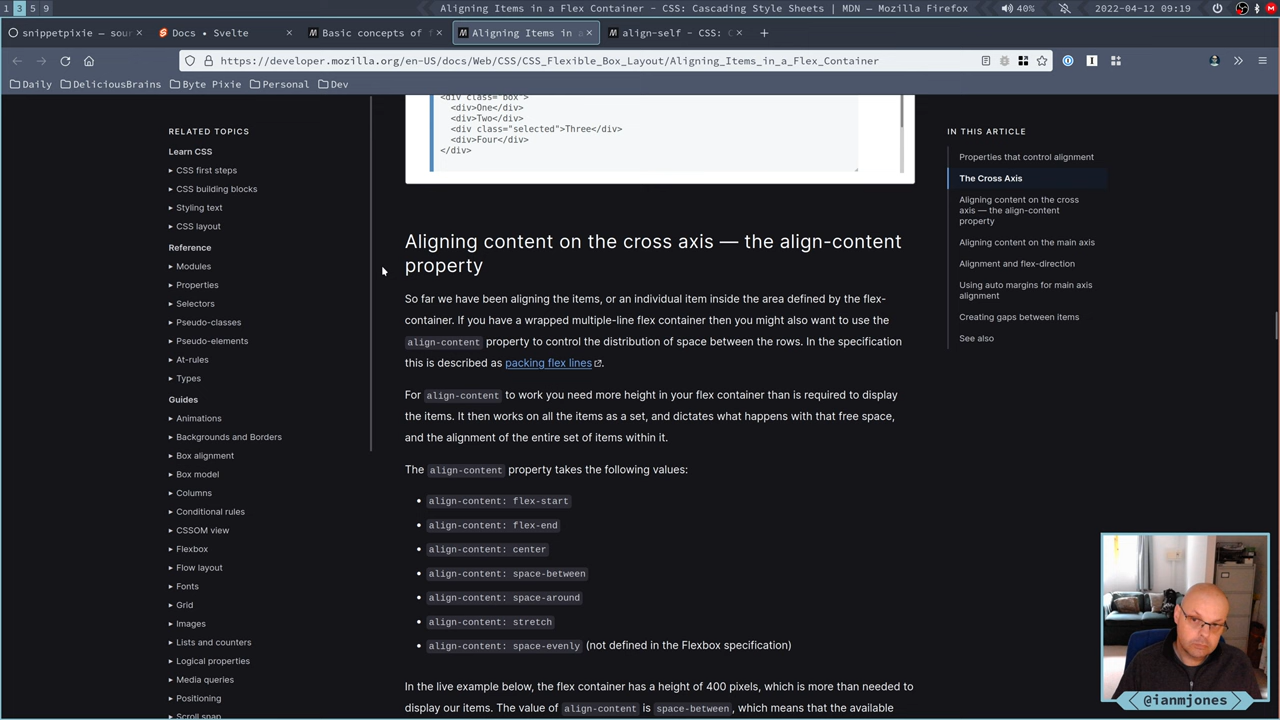 1 3 5 9
Aligning Items in a Flex Container - CSS: Cascading Style Sheets | MDN — Mozilla Firefox
40%
2022-04-12 09:19
snippetpixie — sour
Docs • Svelte
Basic concepts of f
Aligning Items in a
align-self - CSS: C
https://developer.mozilla.org/en-US/docs/Web/CSS/CSS_Flexible_Box_Layout/Aligning_Items_in_a_Flex_Container
Daily
DeliciousBrains
Byte Pixie
Personal
Dev
RELATED TOPICS
Learn CSS
CSS first steps
CSS building blocks
Styling text
CSS layout
Reference
Modules
Properties
Selectors
Pseudo-classes
Pseudo-elements
At-rules
Types
Guides
Animations
Backgrounds and Borders
Box alignment
Box model
Columns
Conditional rules
CSSOM view
Flexbox
Flow layout
Fonts
Grid
Images
Lists and counters
Logical properties
Media queries
Positioning
Scroll snap
<div class="box">
<div>One</div>
<div>Two</div>
<div class="selected">Three</div>
<div>Four</div>
</div>
Aligning content on the cross axis — the align-content
property
So far we have been aligning the items, or an individual item inside the area defined by the flex-
container. If you have a wrapped multiple-line flex container then you might also want to use the
align-content property to control the distribution of space between the rows. In the specification
this is described as packing flex lines.
For align-content to work you need more height in your flex container than is required to display
the items. It then works on all the items as a set, and dictates what happens with that free space,
and the alignment of the entire set of items within it.
The align-content property takes the following values:
• align-content: flex-start
• align-content: flex-end
• align-content: center
• align-content: space-between
• align-content: space-around
• align-content: stretch
• align-content: space-evenly (not defined in the Flexbox specification)
In the live example below, the flex container has a height of 400 pixels, which is more than needed to
display our items. The value of align-content is space-between, which means that the available
IN THIS ARTICLE
Properties that control alignment
The Cross Axis
Aligning content on the cross
axis — the align-content
property
Aligning content on the main axis
Alignment and flex-direction
Using auto margins for main axis
alignment
Creating gaps between items
See also
@ianmjones